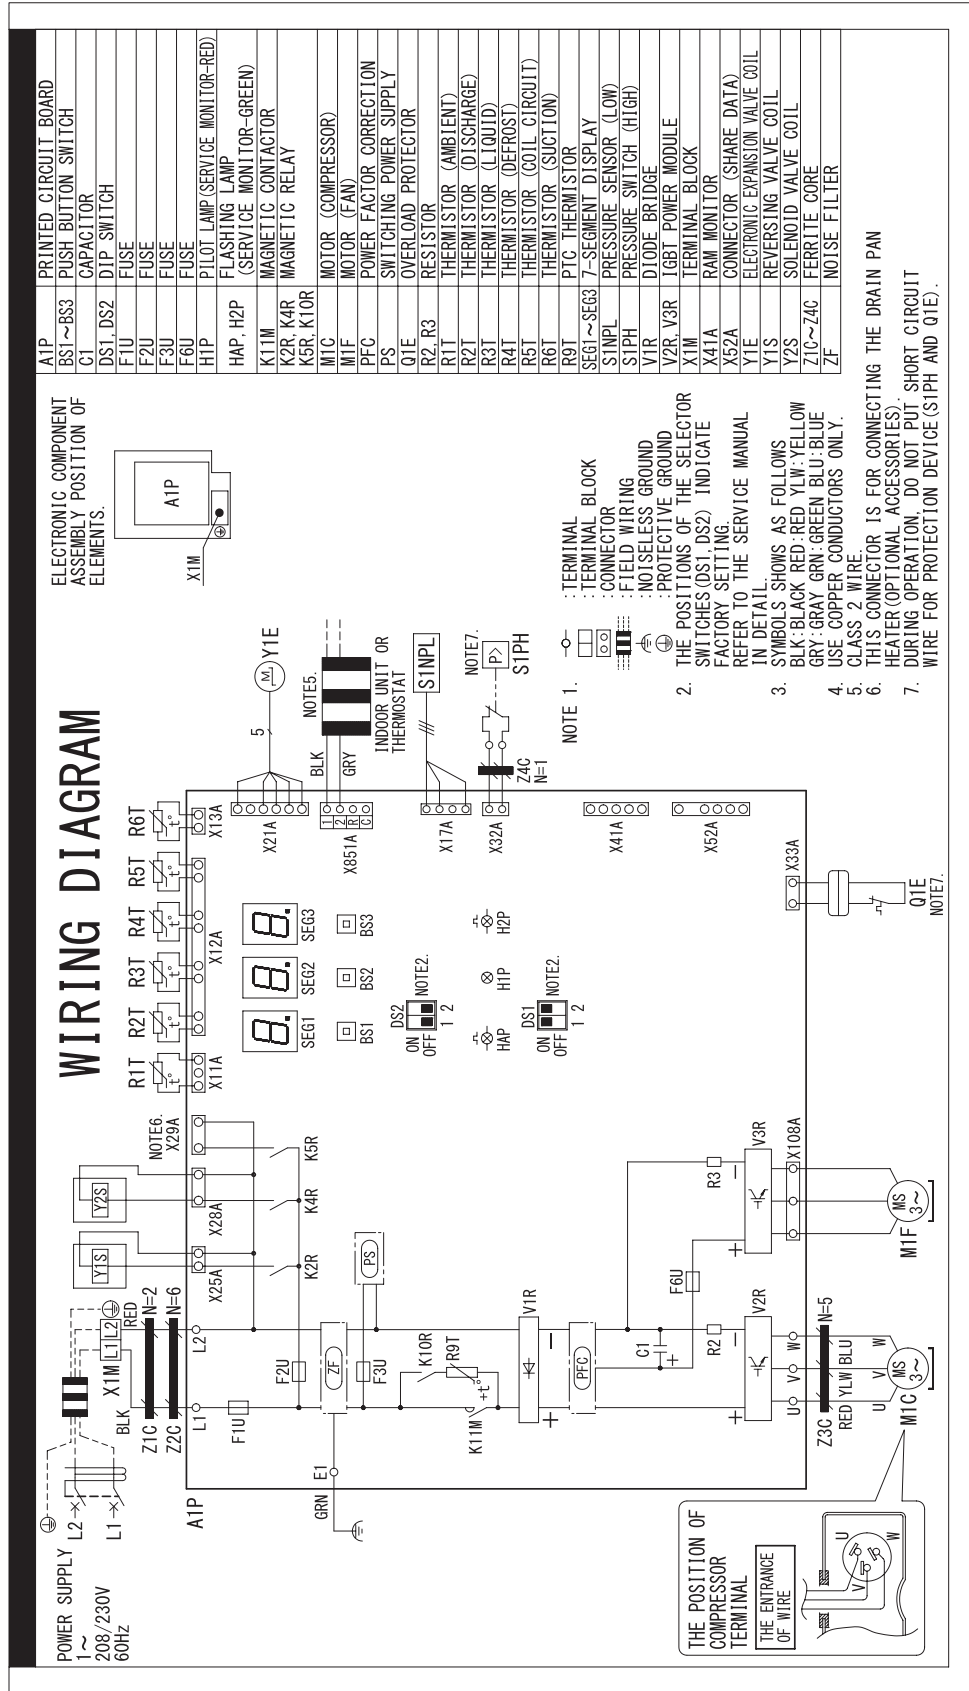 WIRING DIAGRAM
POWER SUPPLY
1~
208/230V
60Hz
L2
L1
X1M
L1 L2
BLK
RED
Z1C
N=2
Z2C
N=6
L1
L2
A1P
F1U
F2U
ZF
F3U
PS
GRN
E1
K10R
R9T
+t°
K11M
V1R
+
−
PFC
C1
+
R2
+
−
V2R
F6U
R3
+
−
V3R
X108A
U
V
W
Z3C
N=5
RED YLW BLU
U
V
W
MS
3~
M1C
MS
3~
M1F
Y1S
Y2S
X25A
X28A
NOTE6.
X29A
K2R
K4R
K5R
R1T
R2T
R3T
R4T
R5T
R6T
t°
t°
t°
t°
t°
t°
X11A
X12A
X13A
SEG1
SEG2
SEG3
BS1
BS2
BS3
DS2
ON
OFF
NOTE2.
1 2
HAP
H1P
H2P
DS1
ON
OFF
NOTE2.
1 2
X21A
5
M
Y1E
X851A
1
2
R
C
BLK
GRY
NOTE5.
INDOOR UNIT OR
THERMOSTAT
X17A
S1NPL
X32A
Z4C
N=1
NOTE7.
P>
S1PH
X41A
X52A
X33A
Q1E
NOTE7.
THE POSITION OF
COMPRESSOR
TERMINAL
THE ENTRANCE
OF WIRE
U
V
W
ELECTRONIC COMPONENT
ASSEMBLY POSITION OF
ELEMENTS.
A1P
X1M
NOTE 1.
:TERMINAL
:TERMINAL BLOCK
:CONNECTOR
:FIELD WIRING
:NOISELESS GROUND
:PROTECTIVE GROUND
2. THE POSITIONS OF THE SELECTOR
SWITCHES(DS1, DS2) INDICATE
FACTORY SETTING.
REFER TO THE SERVICE MANUAL
IN DETAIL.
3. SYMBOLS SHOWS AS FOLLOWS
BLK:BLACK RED:RED YLW:YELLOW
GRY:GRAY GRN:GREEN BLU:BLUE
4. USE COPPER CONDUCTORS ONLY.
5. CLASS 2 WIRE.
6. THIS CONNECTOR IS FOR CONNECTING THE DRAIN PAN
HEATER(OPTIONAL ACCESSORIES).
7. DURING OPERATION, DO NOT PUT SHORT CIRCUIT
WIRE FOR PROTECTION DEVICE(S1PH AND Q1E).
A1P PRINTED CIRCUIT BOARD
BS1~BS3 PUSH BUTTON SWITCH
C1 CAPACITOR
DS1, DS2 DIP SWITCH
F1U FUSE
F2U FUSE
F3U FUSE
F6U FUSE
H1P PILOT LAMP(SERVICE MONITOR-RED)
HAP, H2P FLASHING LAMP
(SERVICE MONITOR-GREEN)
K11M MAGNETIC CONTACTOR
K2R, K4R MAGNETIC RELAY
K5R, K10R
M1C MOTOR (COMPRESSOR)
M1F MOTOR (FAN)
PFC POWER FACTOR CORRECTION
PS SWITCHING POWER SUPPLY
Q1E OVERLOAD PROTECTOR
R2, R3 RESISTOR
R1T THERMISTOR (AMBIENT)
R2T THERMISTOR (DISCHARGE)
R3T THERMISTOR (LIQUID)
R4T THERMISTOR (DEFROST)
R5T THERMISTOR (COIL CIRCUIT)
R6T THERMISTOR (SUCTION)
R9T PTC THERMISTOR
SEG1~SEG3 7-SEGMENT DISPLAY
S1NPL PRESSURE SENSOR (LOW)
S1PH PRESSURE SWITCH (HIGH)
V1R DIODE BRIDGE
V2R, V3R IGBT POWER MODULE
X1M TERMINAL BLOCK
X41A RAM MONITOR
X52A CONNECTOR (SHARE DATA)
Y1E ELECTRONIC EXPANSION VALVE COIL
Y1S REVERSING VALVE COIL
Y2S SOLENOID VALVE COIL
Z1C~Z4C FERRITE CORE
ZF NOISE FILTER